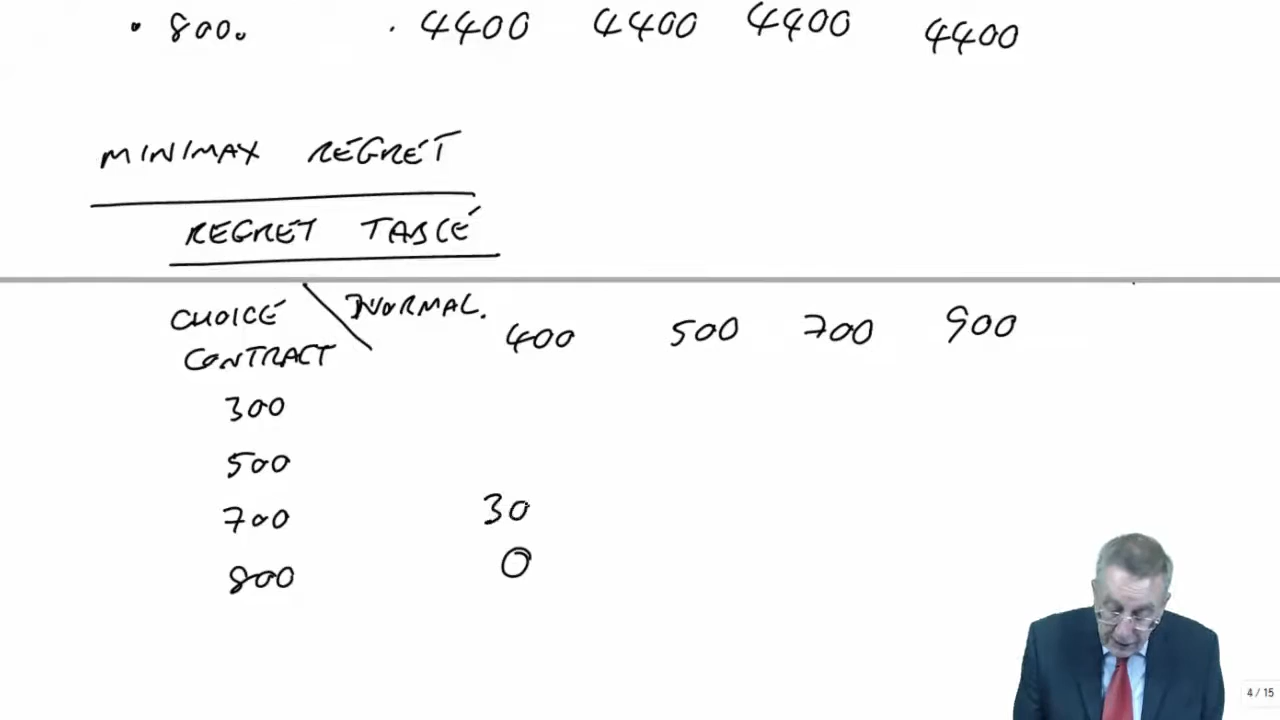 • 800. · 4400 4400 4400 4400
MINIMAX REGRET
REGRET TABLE
CHOICE CONTRACT \ NORMAL. 400 500 700 900
300
500
700 30
800 0
4 / 15